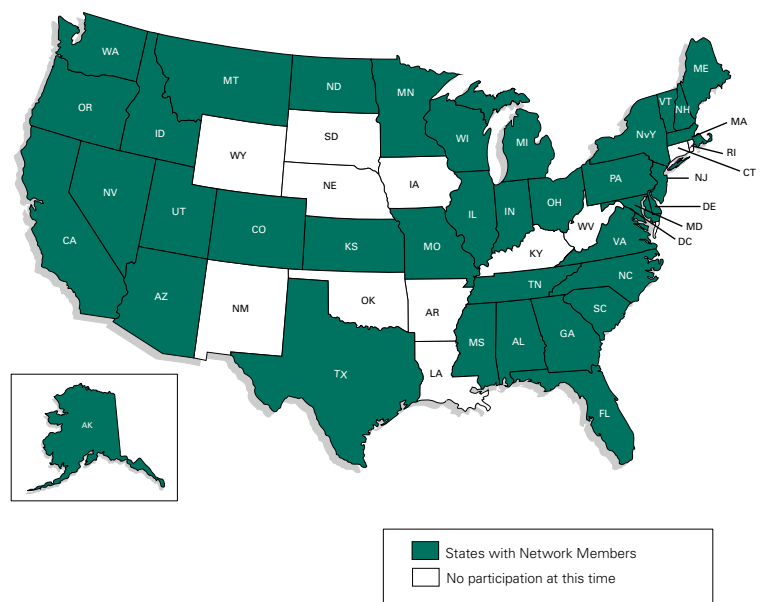 WA
MT
ND
MN
ME
OR
ID
WI
MI
VT
NH
NvY
MA
SD
WY
RI
CT
NE
IA
PA
NJ
NV
UT
CO
IL
IN
OH
DE
MD
DC
WV
VA
CA
KS
MO
KY
NC
TN
AZ
NM
OK
AR
SC
MS
AL
GA
TX
LA
FL
AK
States with Network Members
No participation at this time